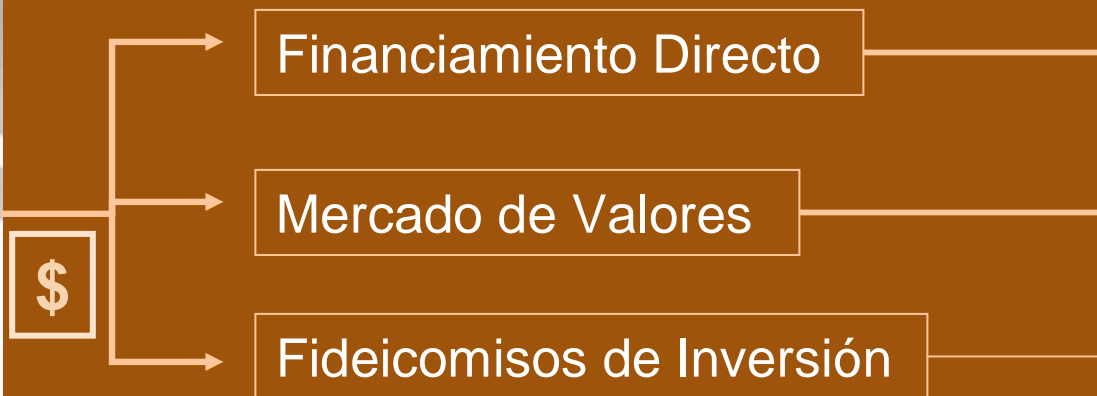 Financiamiento Directo
Mercado de Valores
$
Fideicomisos de Inversión